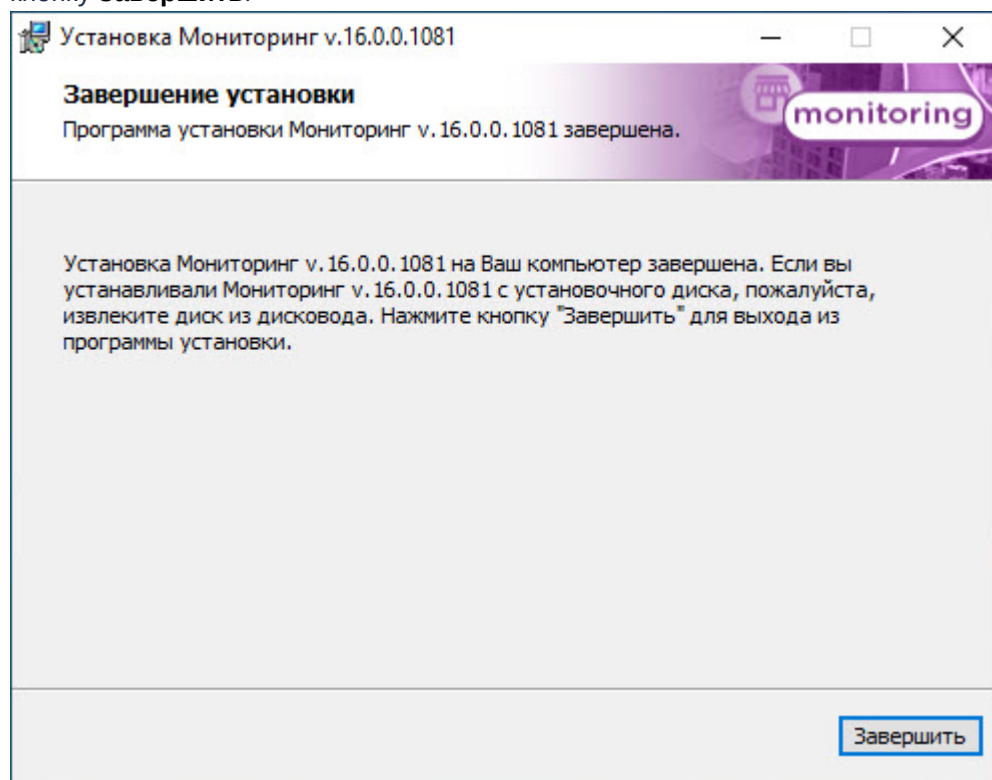 кнопку Завершить.
Установка Мониторинг v.16.0.0.1081
Завершение установки
Программа установки Мониторинг v.16.0.0.1081 завершена.
monitoring
Установка Мониторинг v.16.0.0.1081 на Ваш компьютер завершена. Если вы
устанавливали Мониторинг v.16.0.0.1081 с установочного диска, пожалуйста,
извлеките диск из дисковода. Нажмите кнопку "Завершить" для выхода из
программы установки.
Завершить